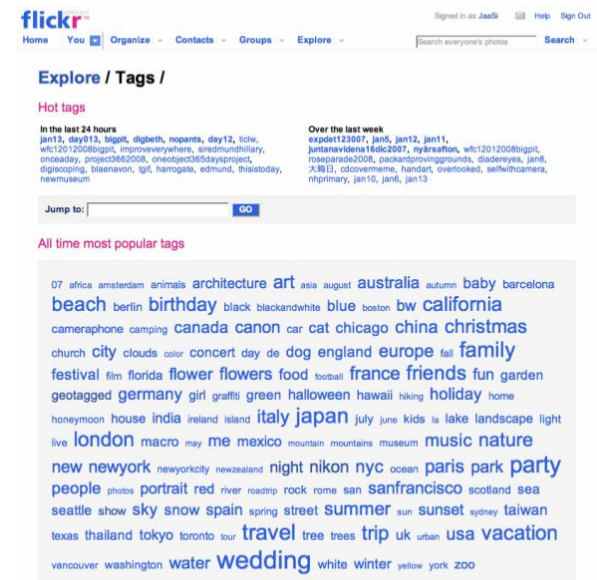 flickr
Signed in as JaaSi Help Sign Out
Home You Organize Contacts Groups Explore Search everyone's photos Search
Explore / Tags /
Hot tags
In the last 24 hours
jan13, day013, bigpit, digbeth, nopants, day12, ticlw,
wfc12012008bigpit, improveverywhere, siredmundhillary,
onceaday, project3662008, oneobject365daysproject,
digiscoping, blaenavon, tgif, harrogate, edmund, thisistoday,
newmuseum
Over the last week
expdet123007, jan5, jan12, jan11,
juntanavidena16dic2007, nyårsafton, wfc12012008bigpit,
roseparade2008, packardprovinggrounds, diadereyes, jan8,
大晦日, cdcovermeme, handart, overlooked, selfwithcamera,
nhprimary, jan10, jan6, jan13
Jump to: GO
All time most popular tags
07 africa amsterdam animals architecture art asia august australia autumn baby barcelona
beach berlin birthday black blackandwhite blue boston bw california
cameraphone camping canada canon car cat chicago china christmas
church city clouds color concert day de dog england europe fall family
festival film florida flower flowers food football france friends fun garden
geotagged germany girl graffiti green halloween hawaii hiking holiday home
honeymoon house india ireland island italy japan july june kids la lake landscape light
live london macro may me mexico mountain mountains museum music nature
new newyork newyorkcity newzealand night nikon nyc ocean paris park party
people photos portrait red river roadtrip rock rome san sanfrancisco scotland sea
seattle show sky snow spain spring street summer sun sunset sydney taiwan
texas thailand tokyo toronto tour travel tree trees trip uk urban usa vacation
vancouver washington water wedding white winter yellow york zoo